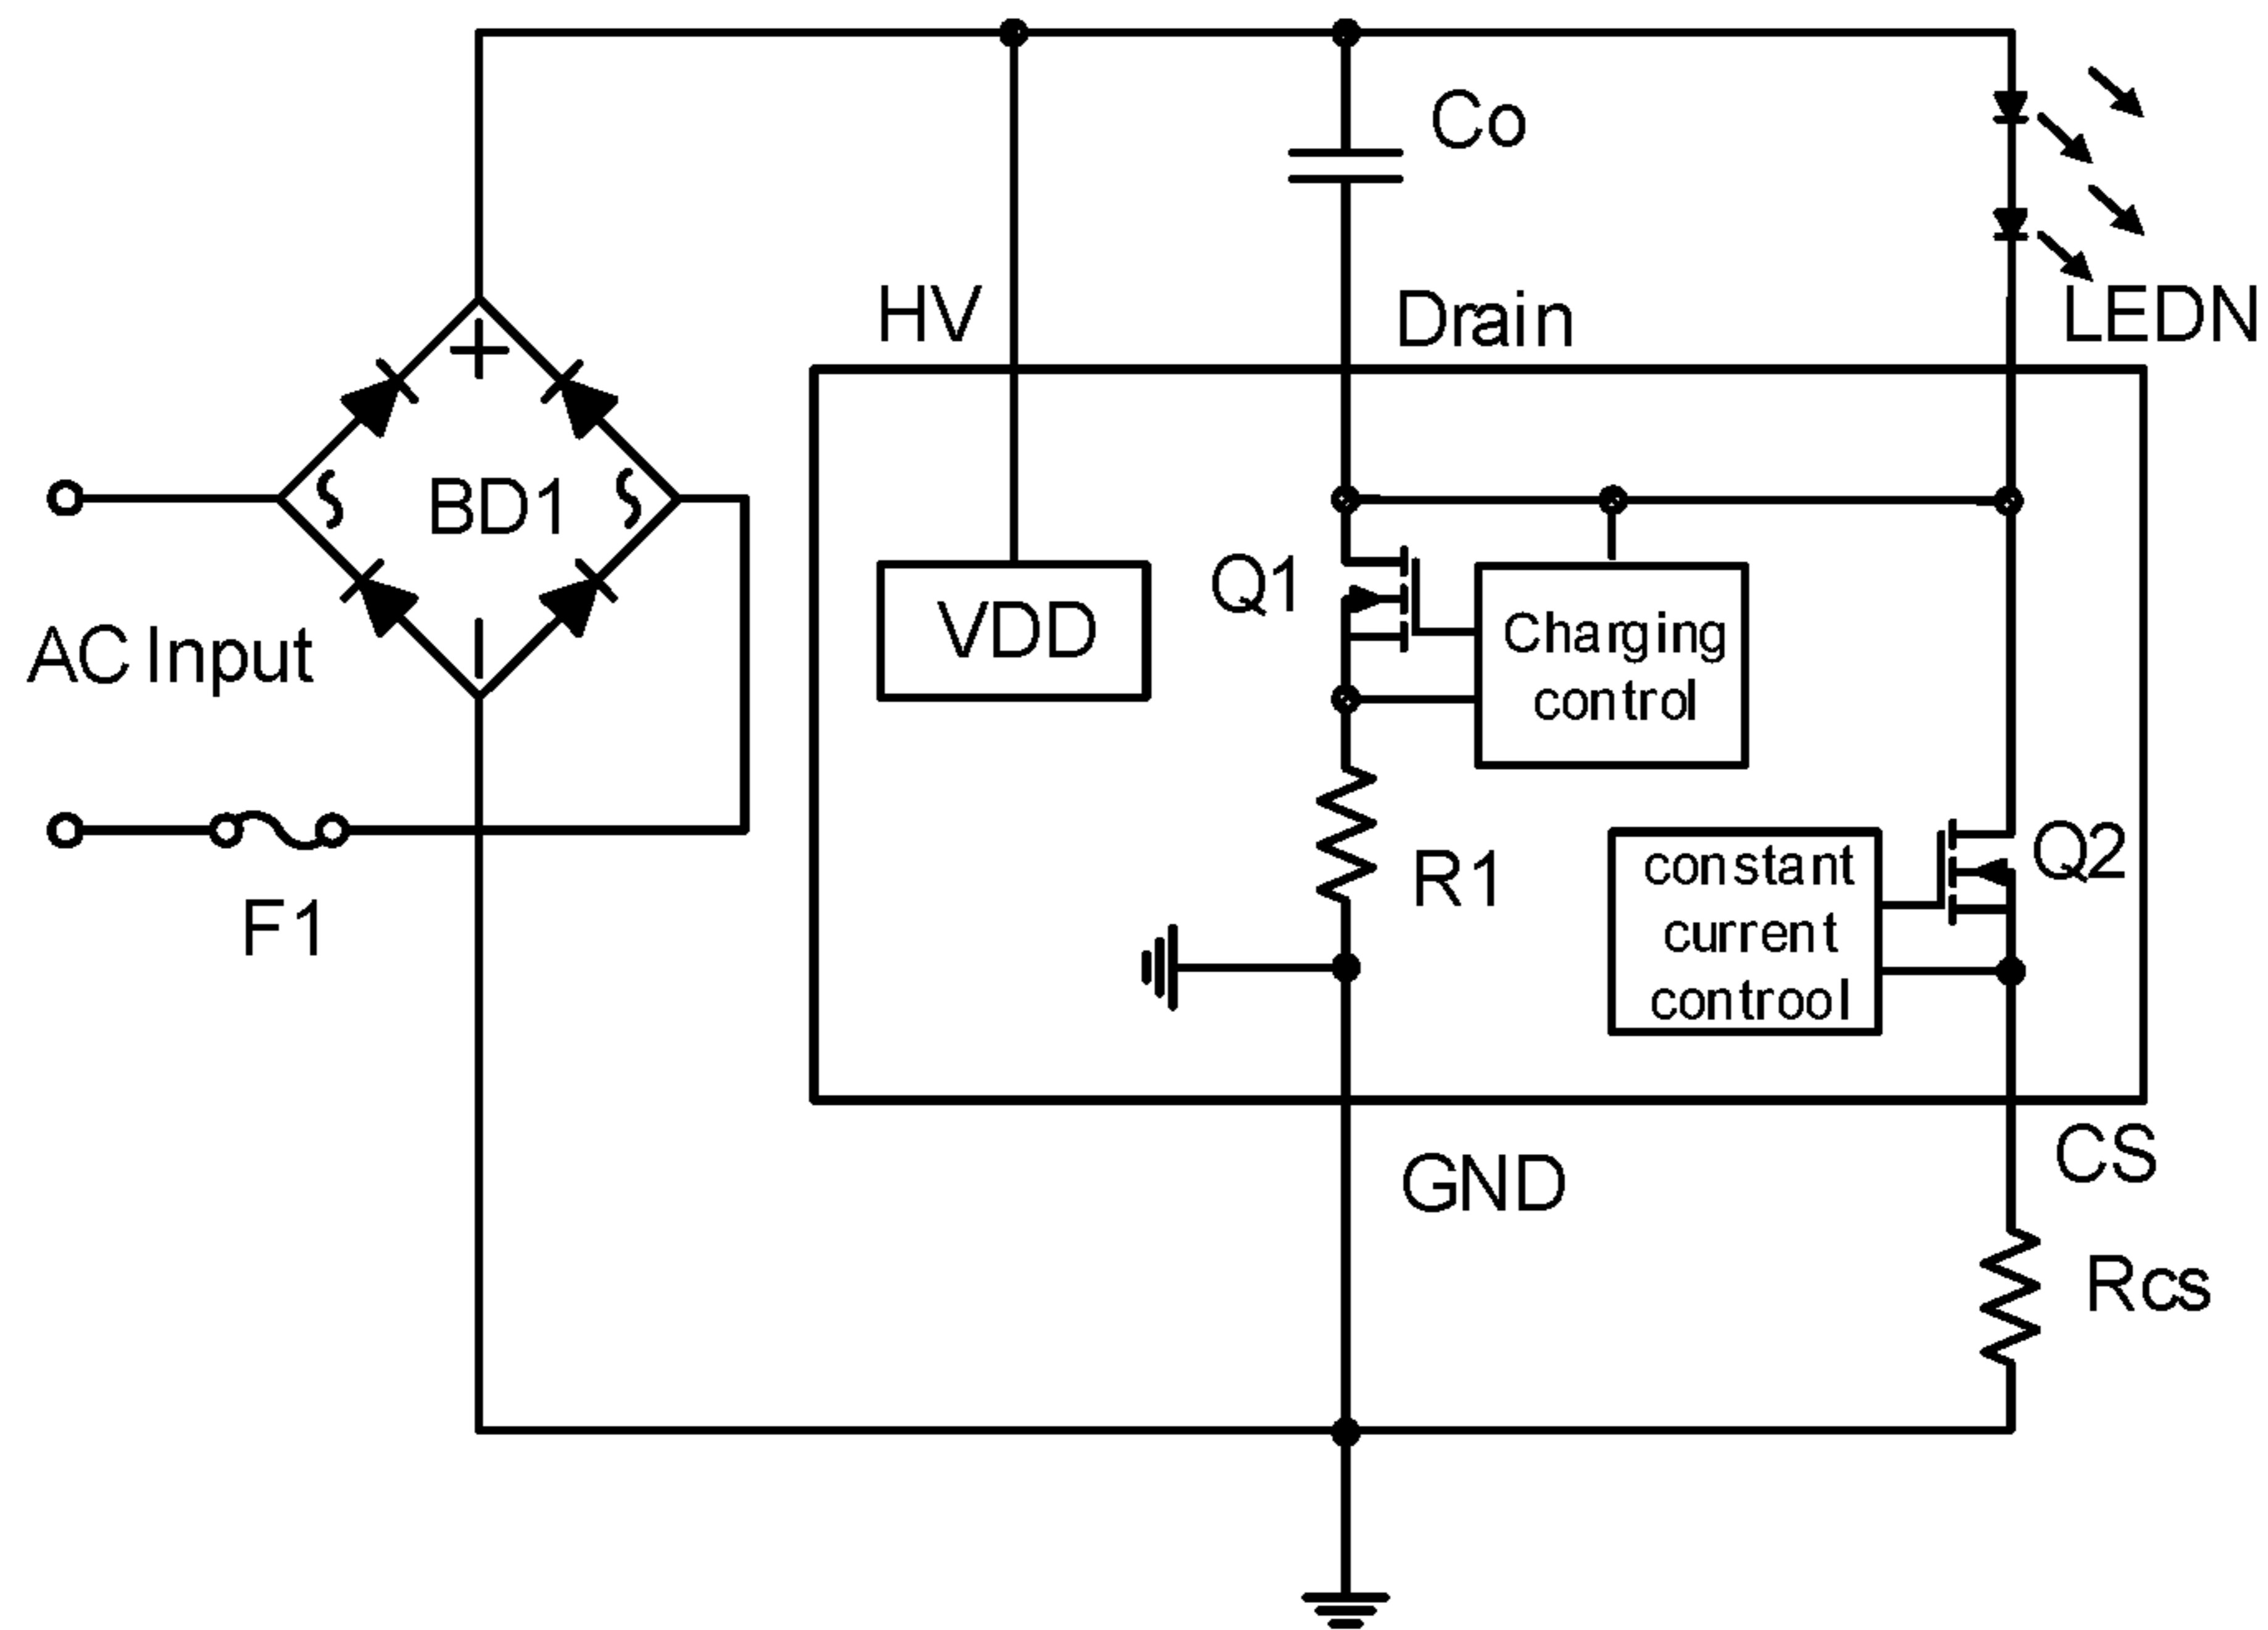 Co
HV
Drain
LEDN
BD1
Q1
VDD
Charging
control
AC Input
R1
constant
current
controol
Q2
F1
GND
CS
Rcs